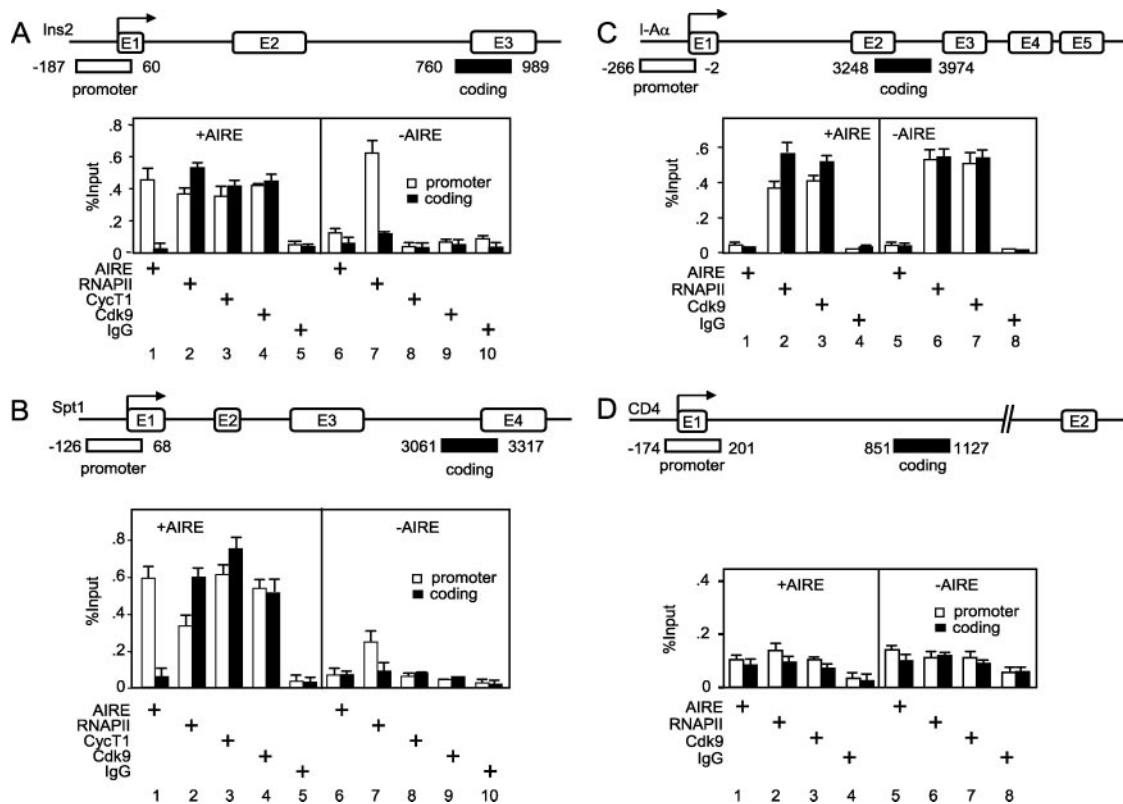 A
Ins2
E1 E2 E3
-187 60 760 989
promoter coding
.8
.6
.4
.2
0
%Input
+AIRE -AIRE
promoter
coding
AIRE + +
RNAPII + +
CycT1 + +
Cdk9 + +
IgG + +
1 2 3 4 5 6 7 8 9 10
B
Spt1
E1 E2 E3 E4
-126 68 3061 3317
promoter coding
.8
.6
.4
.2
0
%Input
+AIRE -AIRE
promoter
coding
AIRE + +
RNAPII + +
CycT1 + +
Cdk9 + +
IgG + +
1 2 3 4 5 6 7 8 9 10
C
I-Aα
E1 E2 E3 E4 E5
-266 -2 3248 3974
promoter coding
.6
.4
.2
0
%Input
+AIRE -AIRE
promoter
coding
AIRE + +
RNAPII + +
Cdk9 + +
IgG + +
1 2 3 4 5 6 7 8
D
CD4
E1 // E2
-174 201 851 1127
promoter coding
.4
.2
0
%Input
+AIRE -AIRE
promoter
coding
AIRE + +
RNAPII + +
Cdk9 + +
IgG + +
1 2 3 4 5 6 7 8